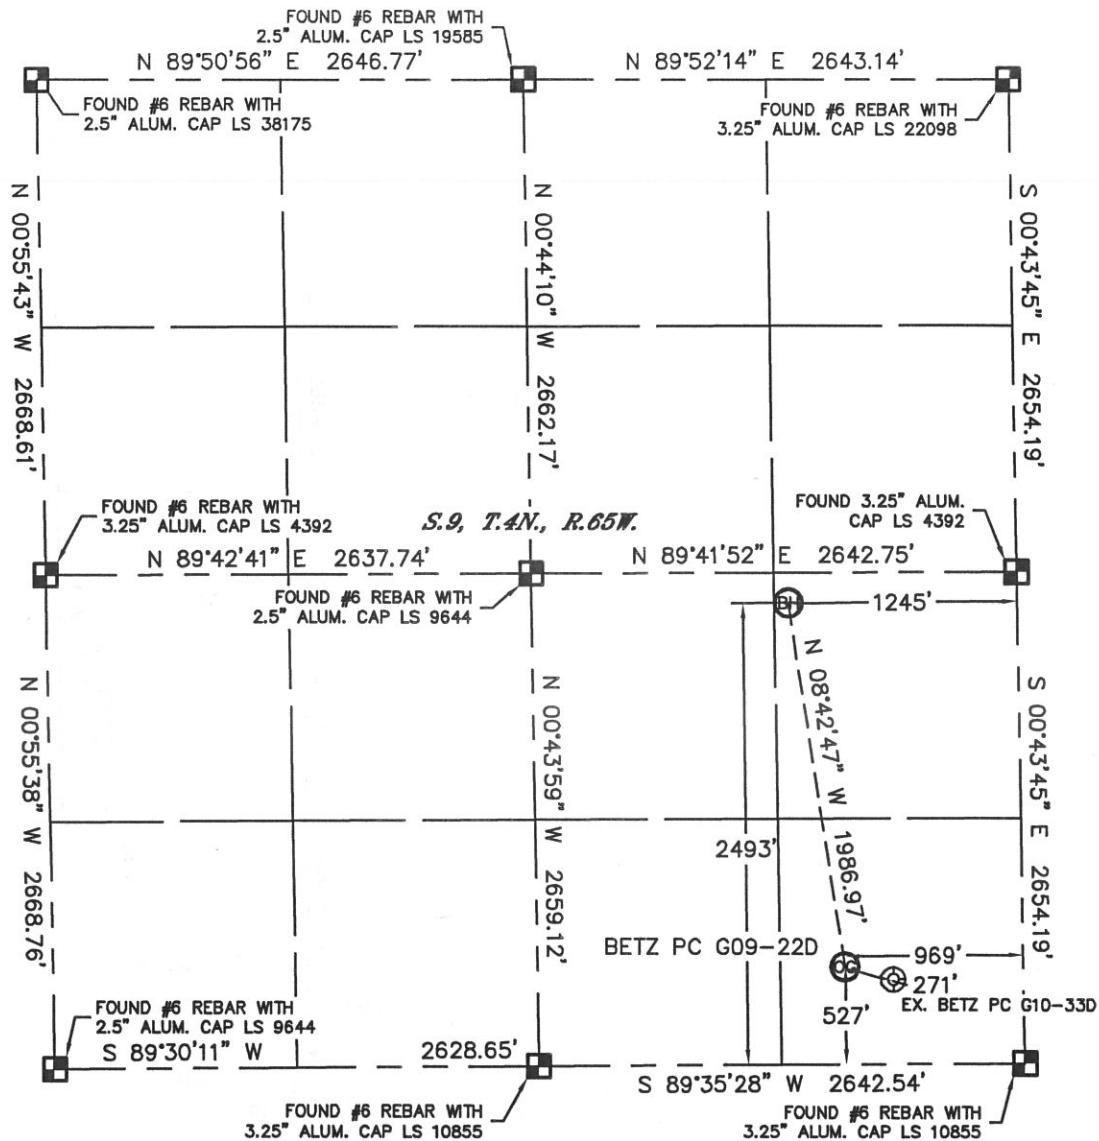 FOUND #6 REBAR WITH
2.5" ALUM. CAP LS 19585
N 89°50'56" E 2646.77'
N 89°52'14" E 2643.14'
FOUND #6 REBAR WITH
2.5" ALUM. CAP LS 38175
FOUND #6 REBAR WITH
3.25" ALUM. CAP LS 22098
N 00°55'43" W 2668.61'
N 00°44'10" W 2662.17'
S 00°43'45" E 2654.19'
FOUND #6 REBAR WITH
3.25" ALUM. CAP LS 4392
S.9, T.4N., R.65W.
FOUND 3.25" ALUM.
CAP LS 4392
N 89°42'41" E 2637.74'
N 89°41'52" E 2642.75'
FOUND #6 REBAR WITH
2.5" ALUM. CAP LS 9644
BH
1245'
N 00°55'38" W 2668.76'
N 00°43'59" W 2659.12'
N 08°42'47" W 1986.97'
S 00°43'45" E 2654.19'
2493'
BETZ PC G09-22D
OG
969'
271'
EX. BETZ PC G10-33D
527'
FOUND #6 REBAR WITH
2.5" ALUM. CAP LS 9644
S 89°30'11" W 2628.65'
S 89°35'28" W 2642.54'
FOUND #6 REBAR WITH
3.25" ALUM. CAP LS 10855
FOUND #6 REBAR WITH
3.25" ALUM. CAP LS 10855